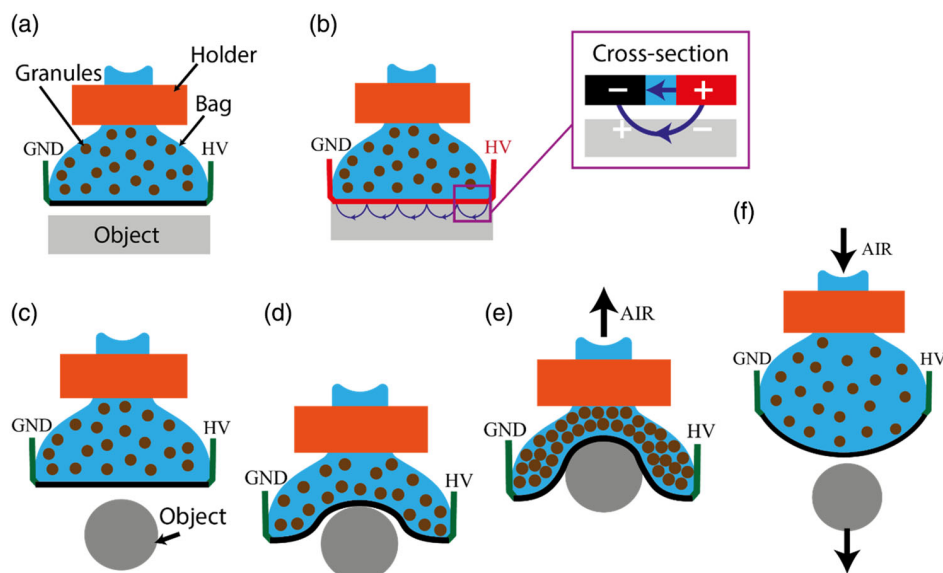 (a)
Granules
Holder
Bag
GND
HV
Object
(b)
GND
HV
Cross-section
− +
+ −
(c)
GND
HV
Object
(d)
GND
HV
(e)
AIR
GND
HV
(f)
AIR
GND
HV